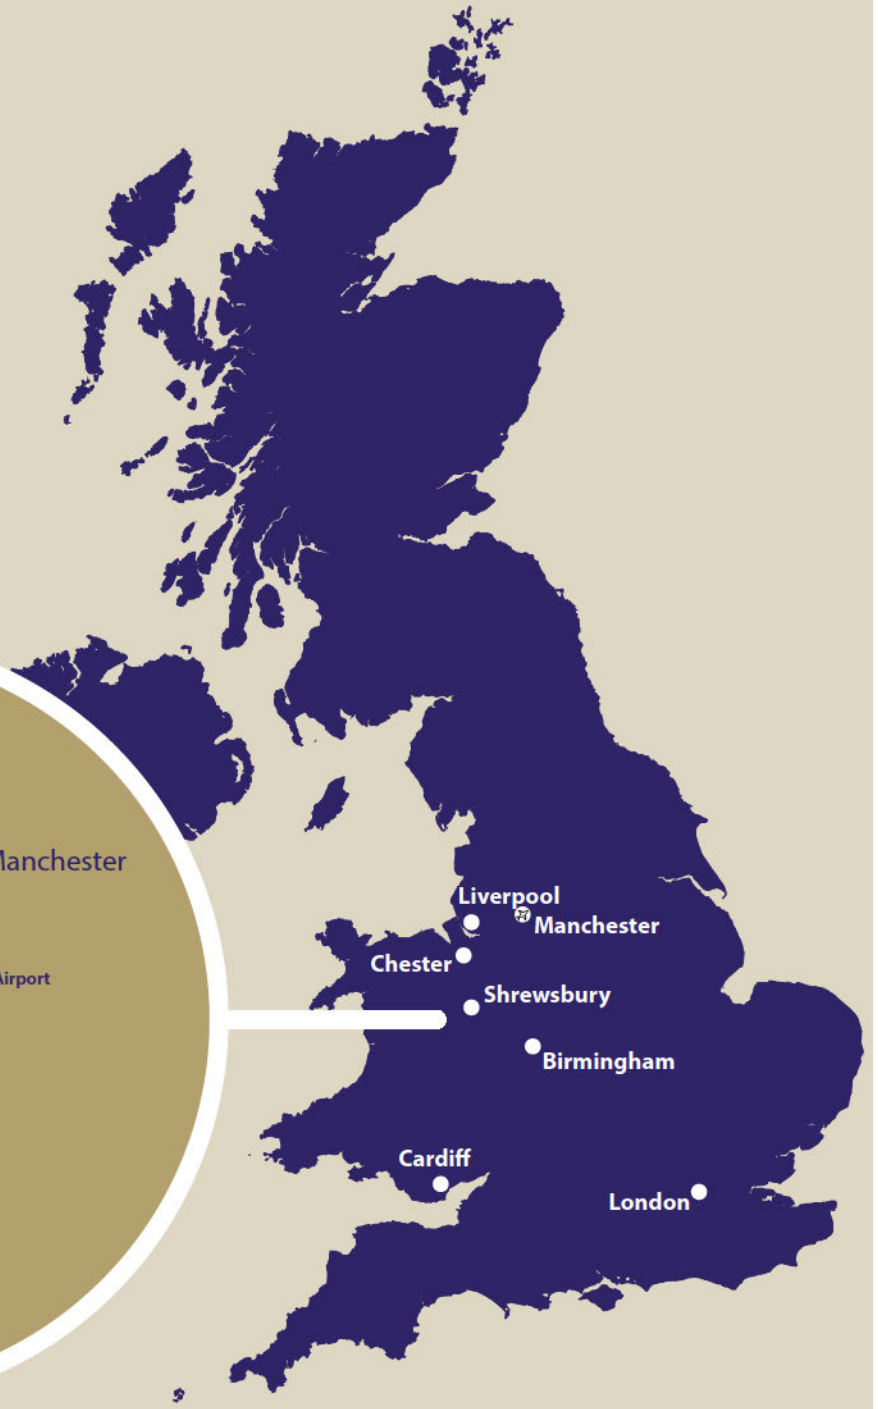 Liverpool
Manchester
Chester
Shrewsbury
Birmingham
Cardiff
London
Manchester
Airport